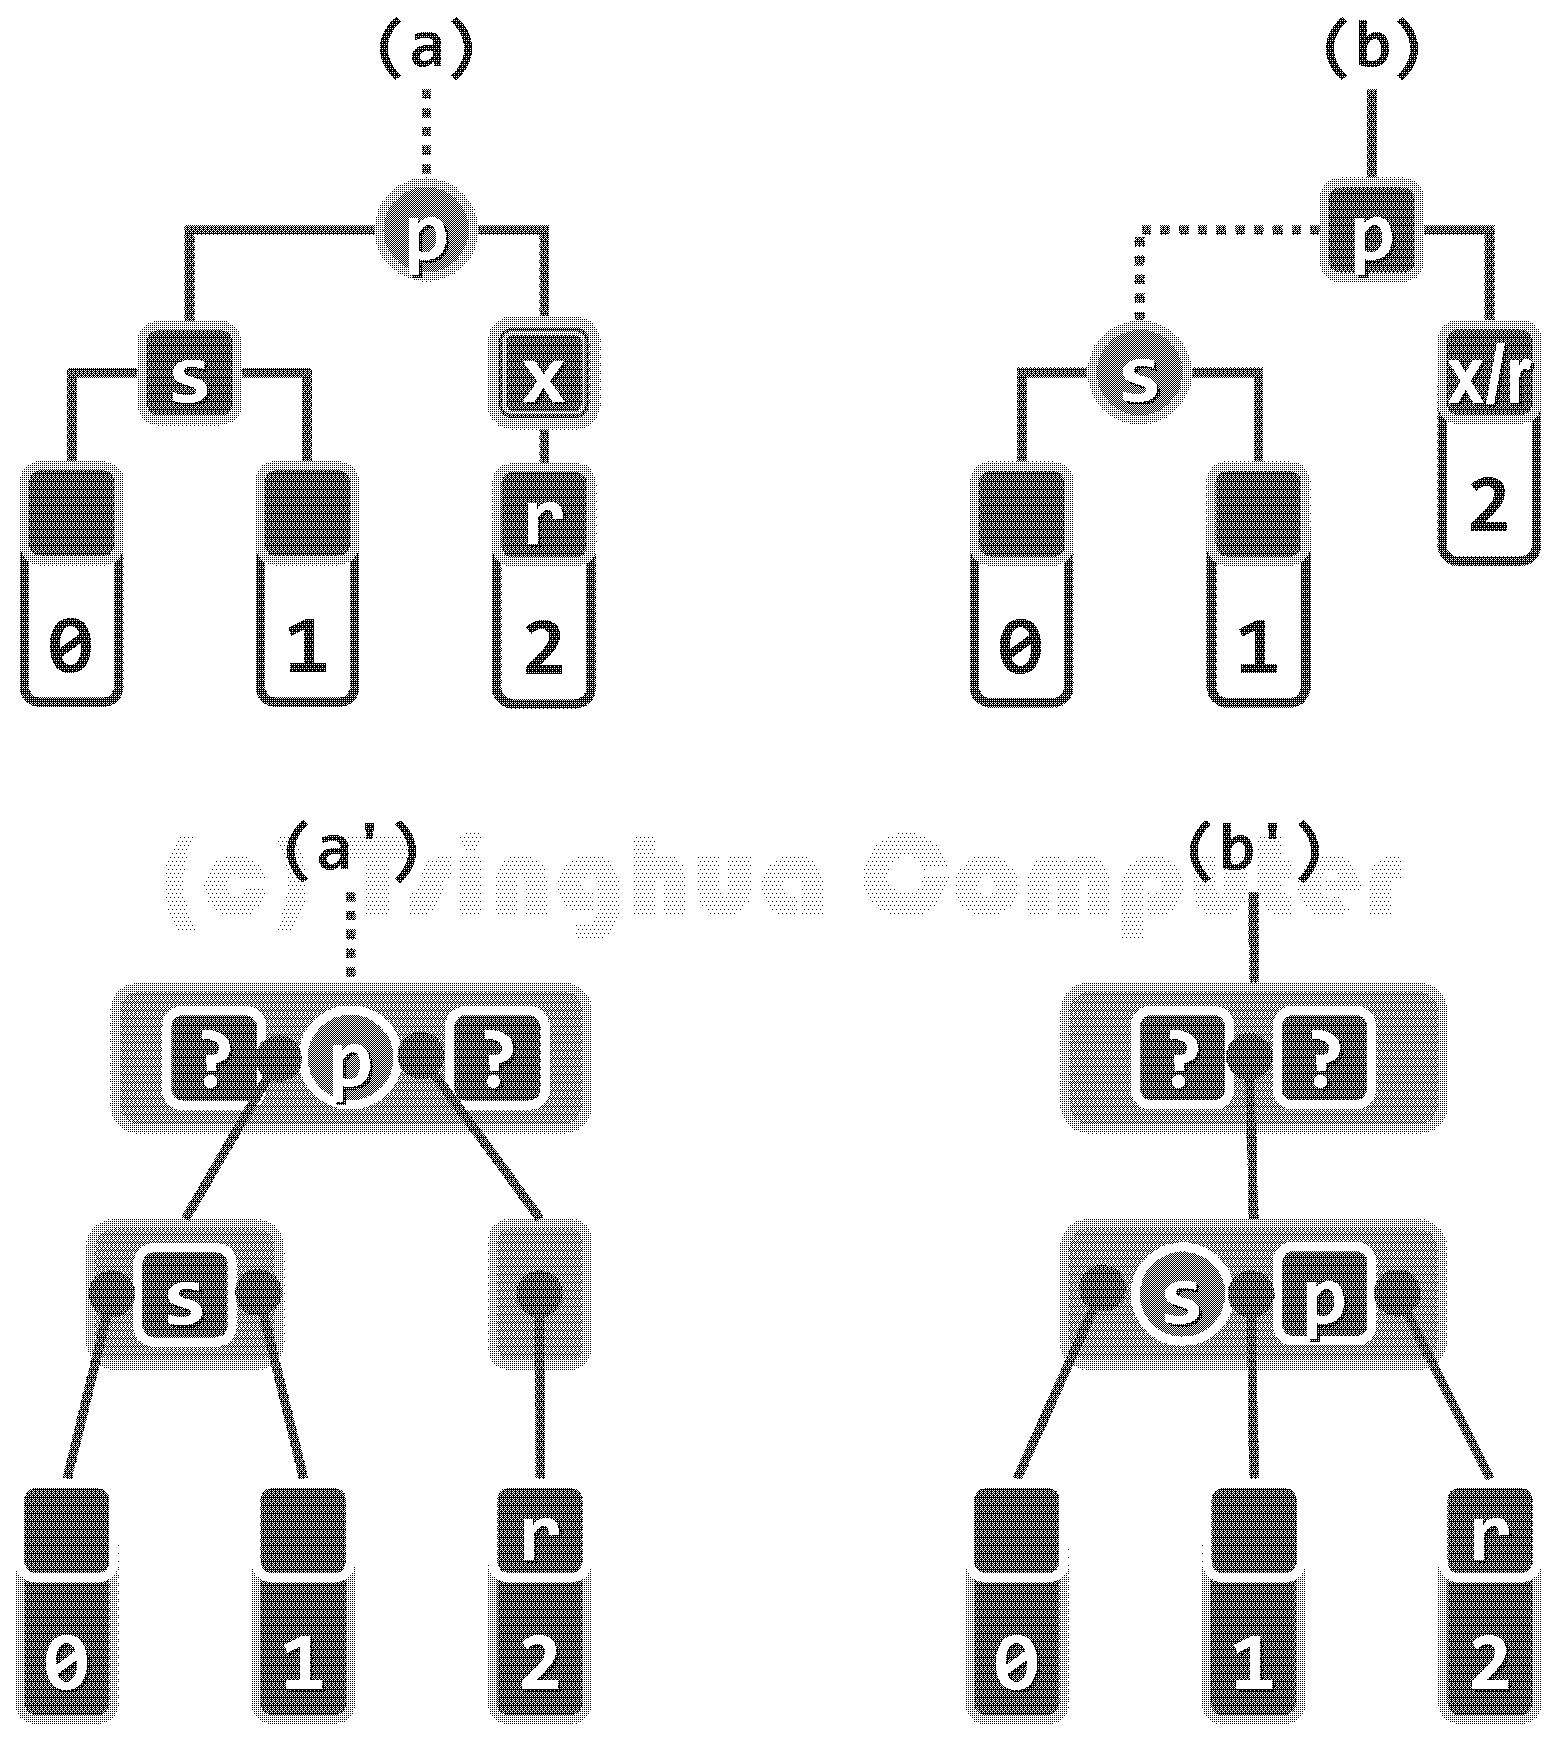 (a) (b)
p p
s x s x/r
r 2
0 1 2 0 1
(c) Tsinghua Computer
(a') (b')
? p ? ? ?
s s p
r r
0 1 2 0 1 2